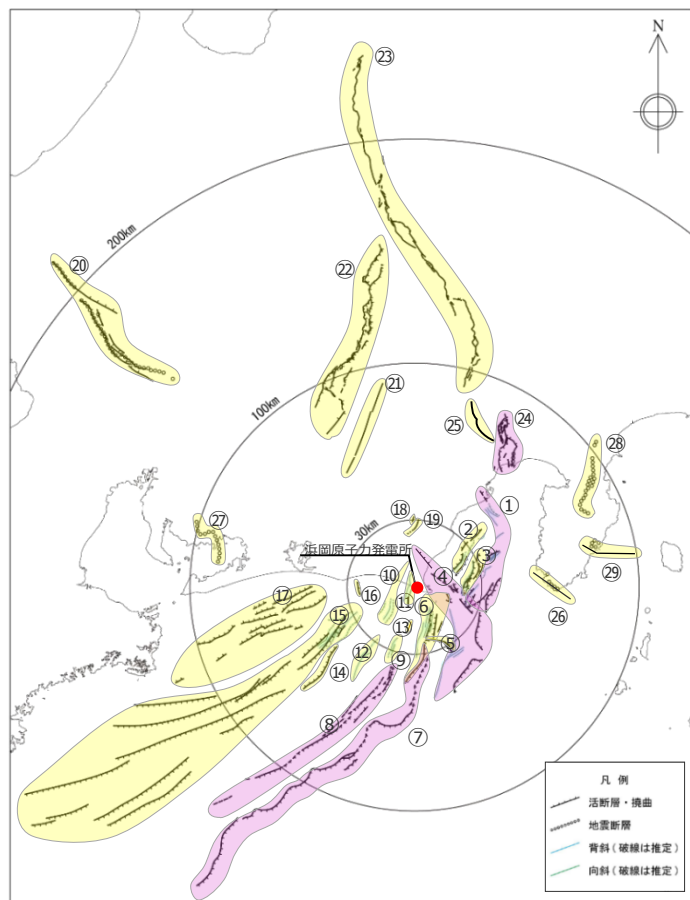 ㉓
N
200km
⑳
㉒
100km
㉑
㉕
㉔
㉘
①
⑱
⑲
30km
㉗
②
浜岡原子力発電所
③
㉙
④
⑩
⑯
⑪
⑥
㉖
⑰
⑮
⑬
⑤
⑫
⑨
⑭
⑧
⑦
凡 例
活断層・撓曲
地震断層
背斜(破線は推定)
向斜(破線は推定)